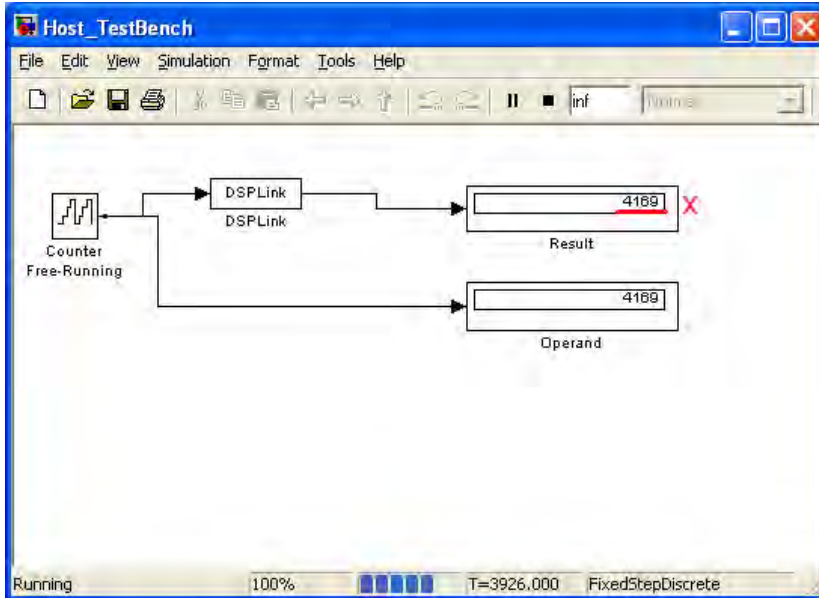 Host_TestBench
File Edit View Simulation Format Tools Help
inf
DSPLink
DSPLink
4169
X
Counter
Free-Running
Result
4169
Operand
Running 100% T=3926.000 FixedStepDiscrete